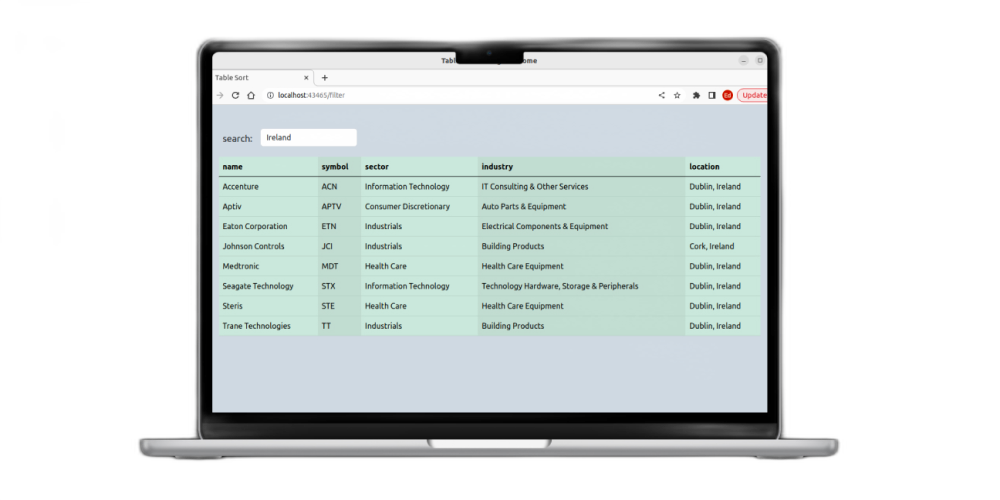 Tabl ome
Table Sort × +
localhost:43465/filter Update
search: Ireland
name symbol sector industry location
Accenture ACN Information Technology IT Consulting & Other Services Dublin, Ireland
Aptiv APTV Consumer Discretionary Auto Parts & Equipment Dublin, Ireland
Eaton Corporation ETN Industrials Electrical Components & Equipment Dublin, Ireland
Johnson Controls JCI Industrials Building Products Cork, Ireland
Medtronic MDT Health Care Health Care Equipment Dublin, Ireland
Seagate Technology STX Information Technology Technology Hardware, Storage & Peripherals Dublin, Ireland
Steris STE Health Care Health Care Equipment Dublin, Ireland
Trane Technologies TT Industrials Building Products Dublin, Ireland